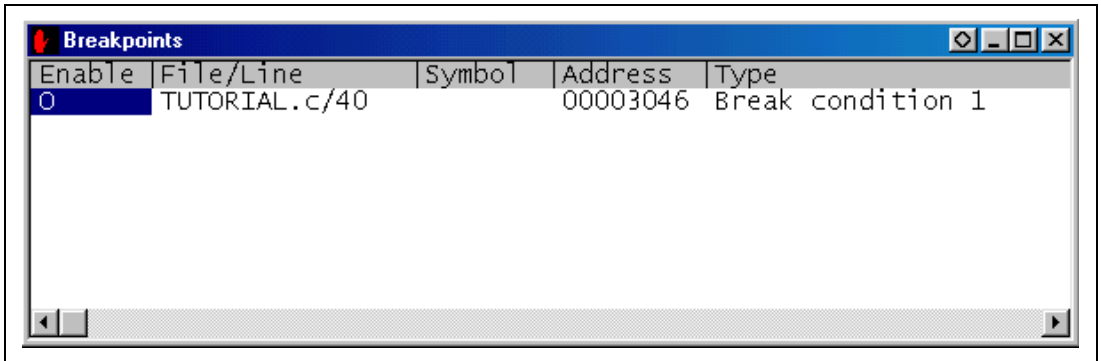 Breakpoints
Enable |File/Line |Symbol |Address |Type
O TUTORIAL.c/40 00003046 Break condition 1